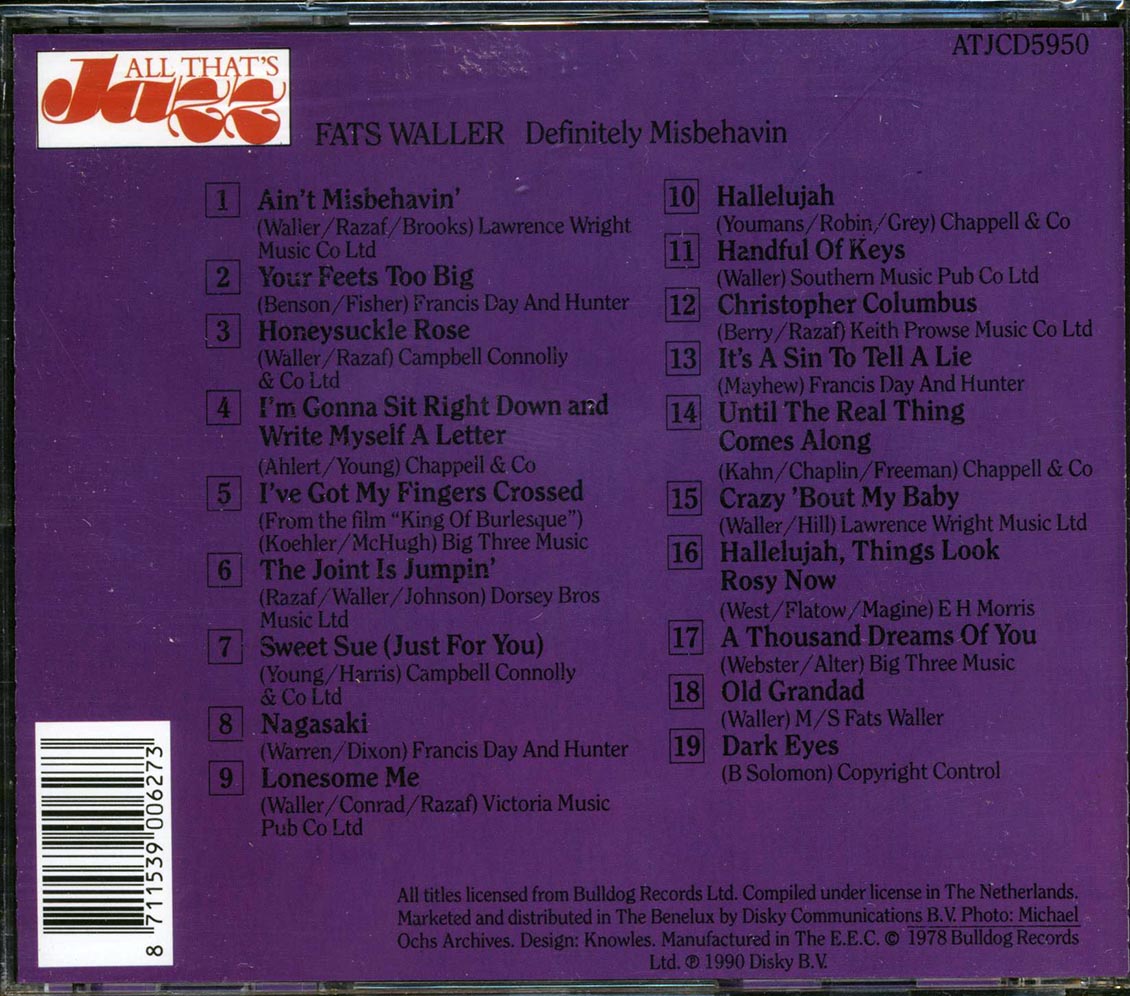 ATJCD5950
ALL THAT'S
Jazz
FATS WALLER Definitely Misbehavin
1 Ain't Misbehavin'
(Waller/Razaf/Brooks) Lawrence Wright
Music Co Ltd
2 Your Feets Too Big
(Benson/Fisher) Francis Day And Hunter
3 Honeysuckle Rose
(Waller/Razaf) Campbell Connolly
& Co Ltd
4 I'm Gonna Sit Right Down and
Write Myself A Letter
(Ahlert/Young) Chappell & Co
5 I've Got My Fingers Crossed
(From the film “King Of Burlesque”)
(Koehler/McHugh) Big Three Music
6 The Joint Is Jumpin'
(Razaf/Waller/Johnson) Dorsey Bros
Music Ltd
7 Sweet Sue (Just For You)
(Young/Harris) Campbell Connolly
& Co Ltd
8 Nagasaki
(Warren/Dixon) Francis Day And Hunter
9 Lonesome Me
(Waller/Conrad/Razaf) Victoria Music
Pub Co Ltd
10 Hallelujah
(Youmans/Robin/Grey) Chappell & Co
11 Handful Of Keys
(Waller) Southern Music Pub Co Ltd
12 Christopher Columbus
(Berry/Razaf) Keith Prowse Music Co Ltd
13 It's A Sin To Tell A Lie
(Mayhew) Francis Day And Hunter
14 Until The Real Thing
Comes Along
(Kahn/Chaplin/Freeman) Chappell & Co
15 Crazy 'Bout My Baby
(Waller/Hill) Lawrence Wright Music Ltd
16 Hallelujah, Things Look
Rosy Now
(West/Flatow/Magine) E H Morris
17 A Thousand Dreams Of You
(Webster/Alter) Big Three Music
18 Old Grandad
(Waller) M/S Fats Waller
19 Dark Eyes
(B Solomon) Copyright Control
8 711539 006273
All titles licensed from Bulldog Records Ltd. Compiled under license in The Netherlands.
Marketed and distributed in The Benelux by Disky Communications B.V. Photo: Michael
Ochs Archives. Design: Knowles. Manufactured in The E.E.C. © 1978 Bulldog Records
Ltd. ℗ 1990 Disky B.V.